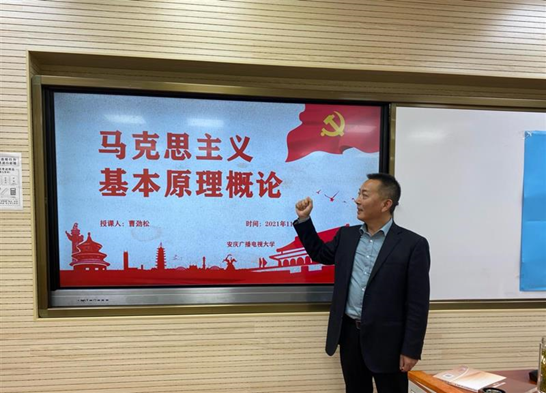 马克思主义
基本原理概论
授课人：曹劲松
时间：2021年11
安庆广播电视大学